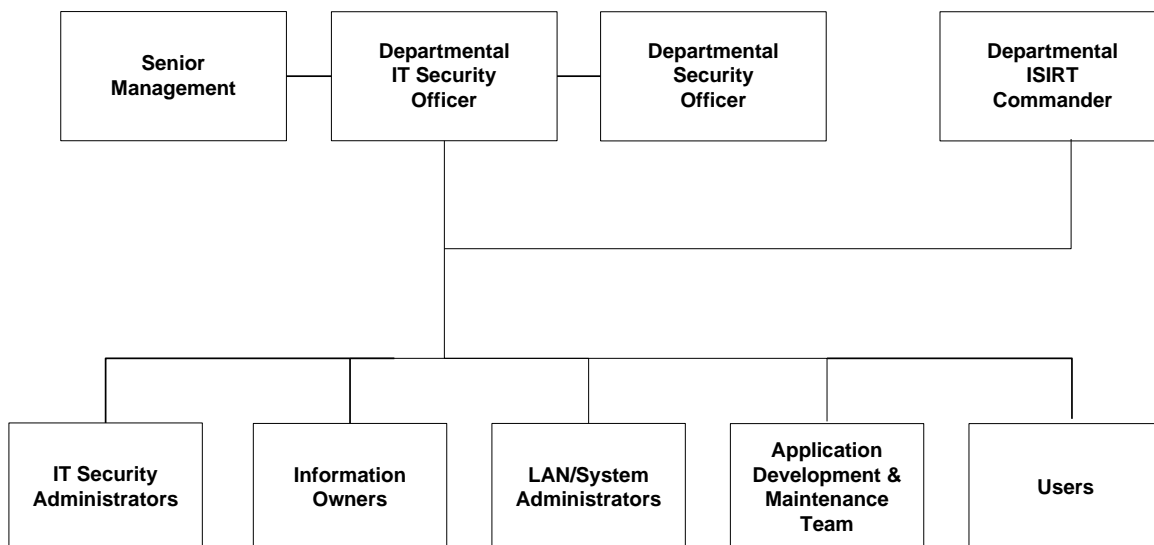 Senior
Management
Departmental
IT Security
Officer
Departmental
Security
Officer
Departmental
ISIRT
Commander
IT Security
Administrators
Information
Owners
LAN/System
Administrators
Application
Development &
Maintenance
Team
Users